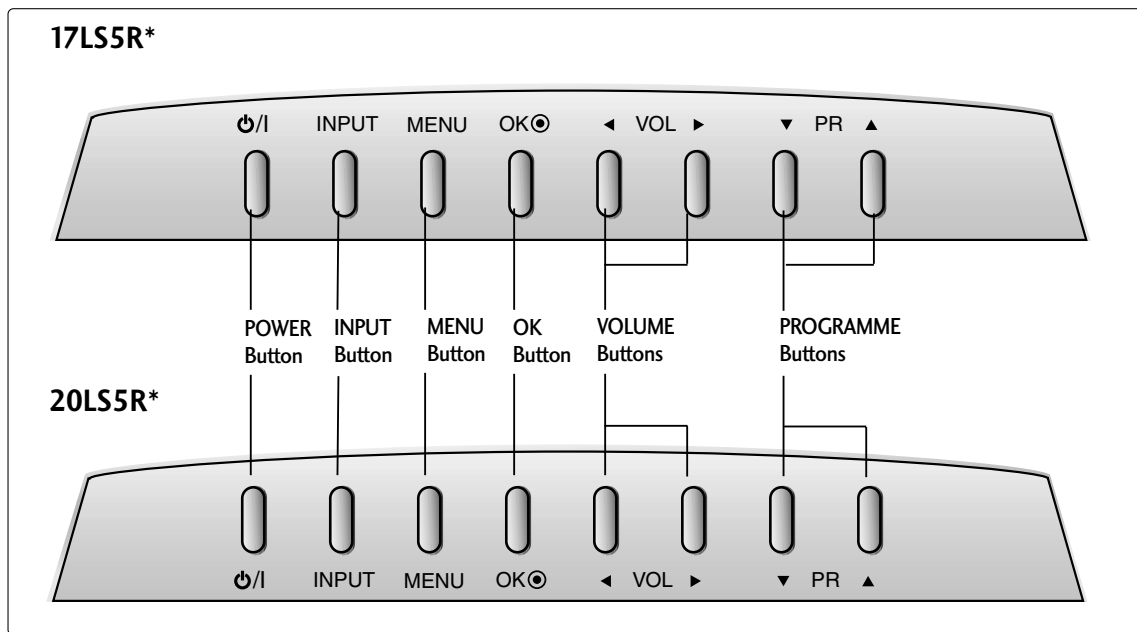 17LS5R*
⏻/I INPUT MENU OK◉ ◄ VOL ► ▼ PR ▲
POWER Button
INPUT Button
MENU Button
OK Button
VOLUME Buttons
PROGRAMME Buttons
20LS5R*
⏻/I INPUT MENU OK◉ ◄ VOL ► ▼ PR ▲